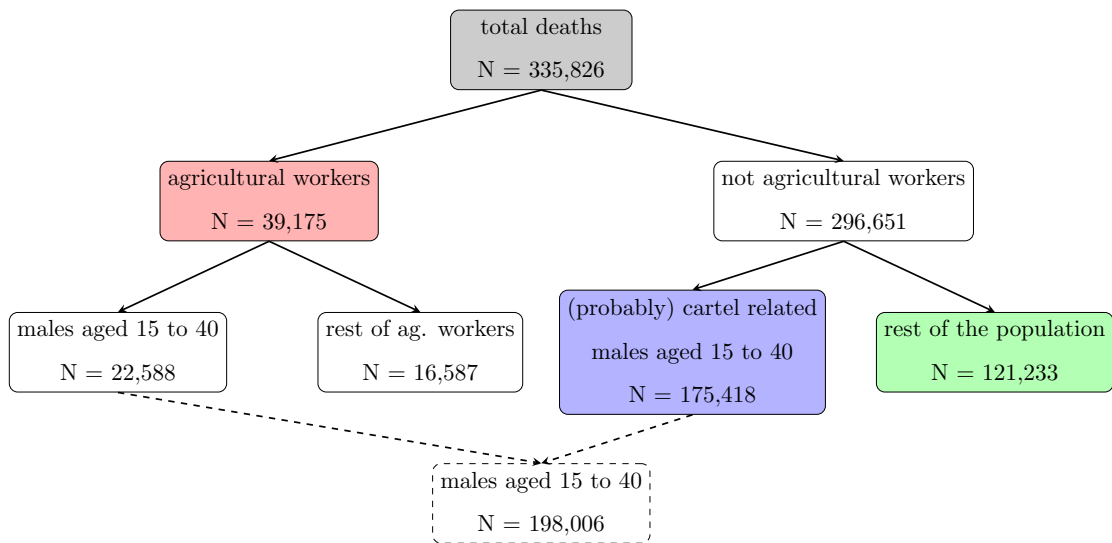 total deaths
N = 335,826
agricultural workers
N = 39,175
not agricultural workers
N = 296,651
males aged 15 to 40
N = 22,588
rest of ag. workers
N = 16,587
(probably) cartel related
males aged 15 to 40
N = 175,418
rest of the population
N = 121,233
males aged 15 to 40
N = 198,006